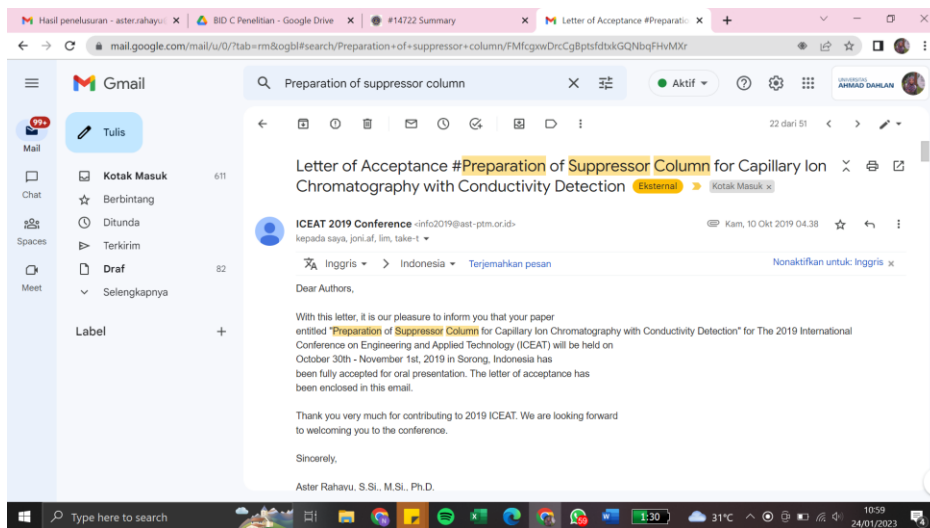 Hasil penelusuran - aster.rahayu(
BID C Penelitian - Google Drive
#14722 Summary
Letter of Acceptance #Preparatio
mail.google.com/mail/u/0/?tab=rm&ogbl#search/Preparation+of+suppressor+column/FMfcgxwDrcCgBptsfdtxkGQNbqFHvMXr
Gmail
Preparation of suppressor column
Aktif
UNIVERSITAS
AHMAD DAHLAN
99+
Mail
Chat
Spaces
Meet
Tulis
Kotak Masuk 611
Berbintang
Ditunda
Terkirim
Draf 82
Selengkapnya
Label
22 dari 51
Letter of Acceptance #Preparation of Suppressor Column for Capillary Ion
Chromatography with Conductivity Detection Eksternal Kotak Masuk x
ICEAT 2019 Conference <info2019@ast-ptm.or.id>
Kam, 10 Okt 2019 04.38
kepada saya, joni.af, lim, take-t
Inggris > Indonesia Terjemahkan pesan
Nonaktifkan untuk: Inggris x
Dear Authors,
With this letter, it is our pleasure to inform you that your paper
entitled "Preparation of Suppressor Column for Capillary Ion Chromatography with Conductivity Detection" for The 2019 International
Conference on Engineering and Applied Technology (ICEAT) will be held on
October 30th - November 1st, 2019 in Sorong, Indonesia has
been fully accepted for oral presentation. The letter of acceptance has
been enclosed in this email.
Thank you very much for contributing to 2019 ICEAT. We are looking forward
to welcoming you to the conference.
Sincerely,
Aster Rahayu, S.Si., M.Si., Ph.D.
Type here to search
1:30
31°C
10:59
24/01/2023